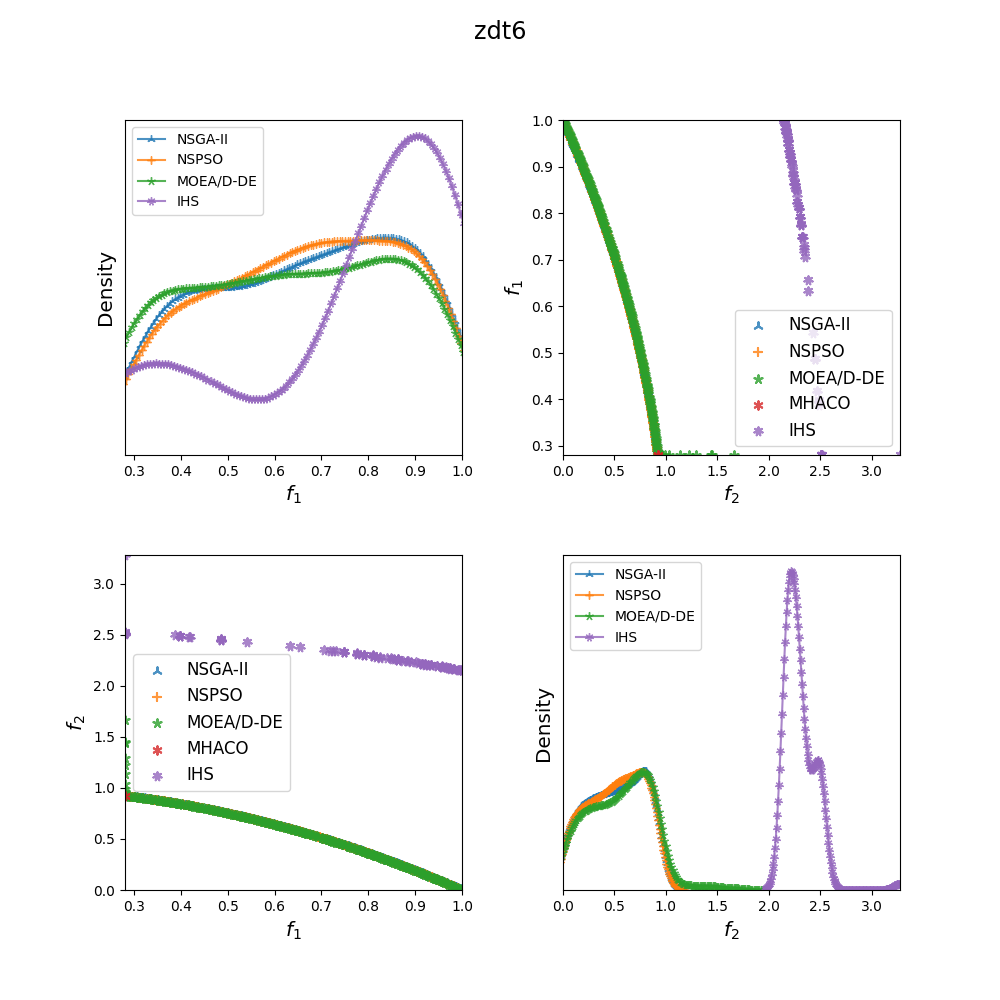 zdt6
NSGA-II
NSPSO
MOEA/D-DE
IHS
Density
0.3 0.4 0.5 0.6 0.7 0.8 0.9 1.0
f1
1.0
0.9
0.8
0.7
0.6
0.5
0.4
0.3
f1
NSGA-II
NSPSO
MOEA/D-DE
MHACO
IHS
0.0 0.5 1.0 1.5 2.0 2.5 3.0
f2
3.0
2.5
2.0
1.5
1.0
0.5
0.0
f2
NSGA-II
NSPSO
MOEA/D-DE
MHACO
IHS
0.3 0.4 0.5 0.6 0.7 0.8 0.9 1.0
f1
NSGA-II
NSPSO
MOEA/D-DE
IHS
Density
0.0 0.5 1.0 1.5 2.0 2.5 3.0
f2